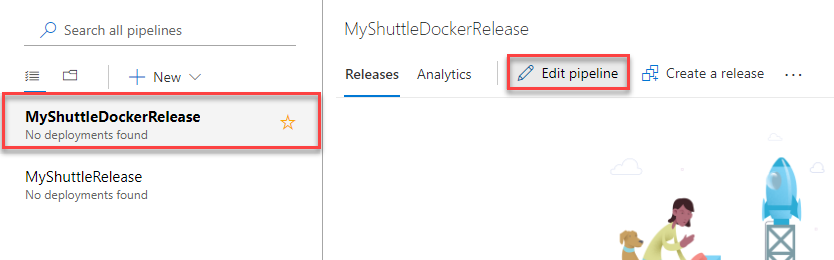 Search all pipelines
New
MyShuttleDockerRelease
No deployments found
MyShuttleRelease
No deployments found
MyShuttleDockerRelease
Releases Analytics Edit pipeline Create a release ...